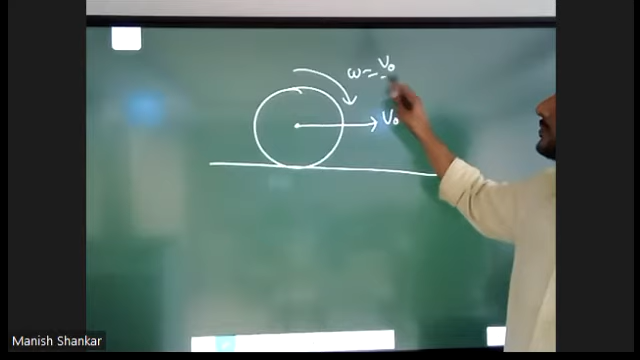 ω = V₀
V₀
Manish Shankar